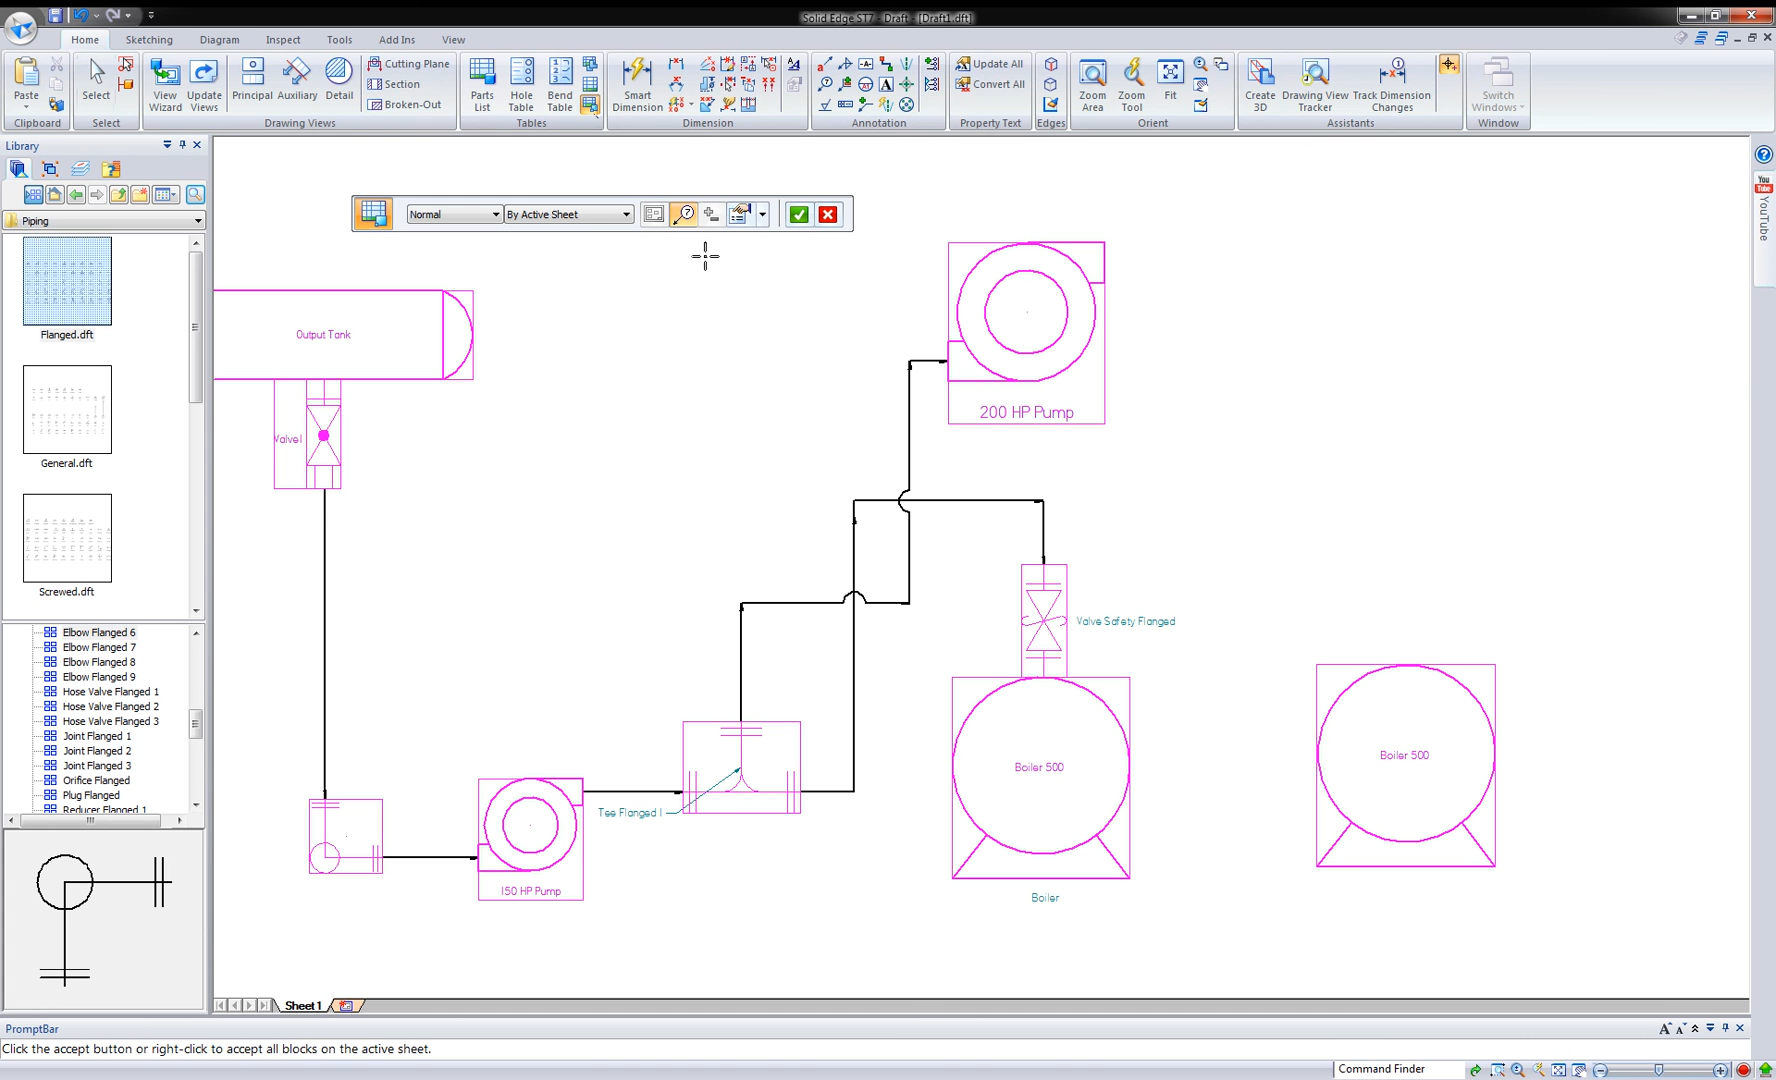 Solid Edge ST7 - Draft - [Draft1.dft]
Home Sketching Diagram Inspect Tools Add Ins View
Paste
Clipboard
Select
Select
View Wizard
Update Views
Principal
Auxiliary
Detail
Cutting Plane
Section
Broken-Out
Drawing Views
Parts List
Hole Table
Bend Table
Tables
Smart Dimension
Dimension
Annotation
Update All
Convert All
Property Text
Edges
Zoom Area
Zoom Tool
Fit
Orient
Create 3D
Drawing View Tracker
Track Dimension Changes
Assistants
Switch Windows
Window
Library
Piping
Flanged.dft
General.dft
Screwed.dft
Elbow Flanged 6
Elbow Flanged 7
Elbow Flanged 8
Elbow Flanged 9
Hose Valve Flanged 1
Hose Valve Flanged 2
Hose Valve Flanged 3
Joint Flanged 1
Joint Flanged 2
Joint Flanged 3
Orifice Flanged
Plug Flanged
Reducer Flanged 1
Normal
By Active Sheet
Output Tank
Valve1
200 HP Pump
Valve Safety Flanged
Boiler 500
Boiler 500
Boiler
Tee Flanged 1
150 HP Pump
You Tube
YouTube
Sheet1
PromptBar
Click the accept button or right-click to accept all blocks on the active sheet.
Command Finder